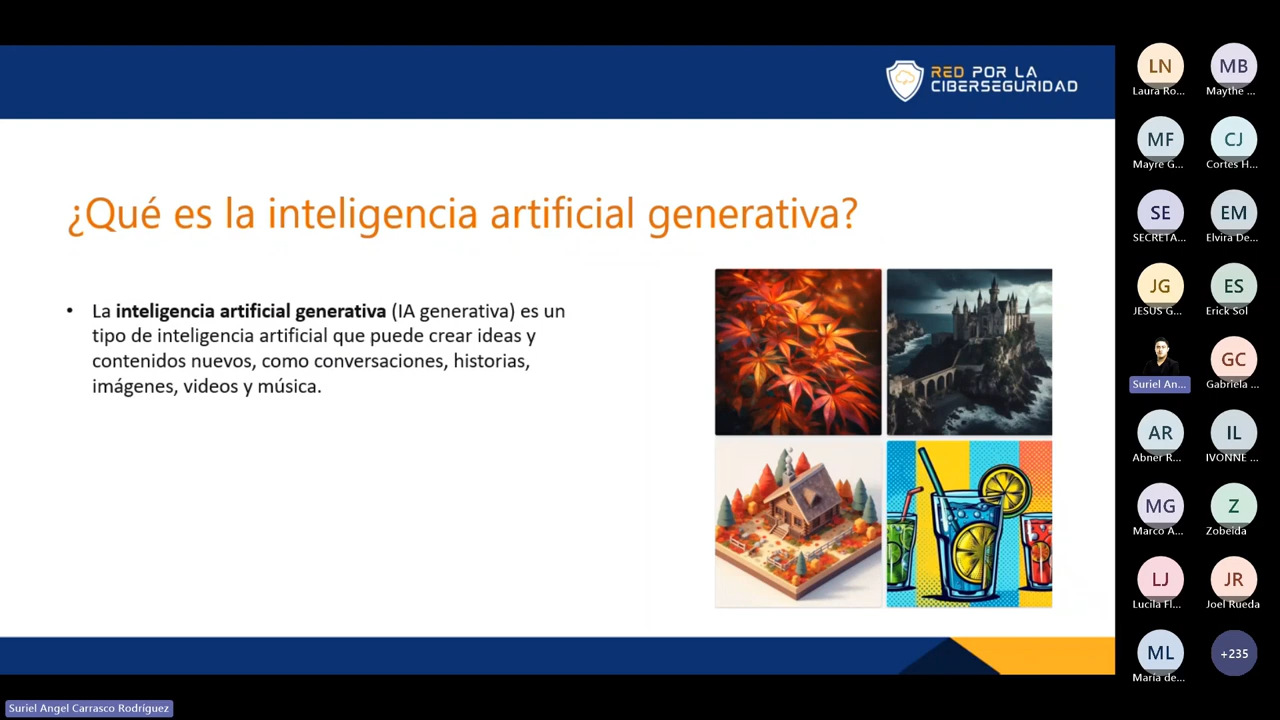 RED POR LA
CIBERSEGURIDAD
¿Qué es la inteligencia artificial generativa?
• La inteligencia artificial generativa (IA generativa) es un
tipo de inteligencia artificial que puede crear ideas y
contenidos nuevos, como conversaciones, historias,
imágenes, videos y música.
LN
Laura Ro...
MB
Maythe ...
MF
Mayre G...
CJ
Cortes H...
SE
SECRETA...
EM
Elvira De...
JG
JESÚS G...
ES
Erick Sol
Suriel An...
GC
Gabriela ...
AR
Abner R...
IL
IVONNE ...
MG
Marco A...
Z
Zobeida
LJ
Lucila Fl...
JR
Joel Rueda
ML
María de...
+235
Suriel Angel Carrasco Rodríguez